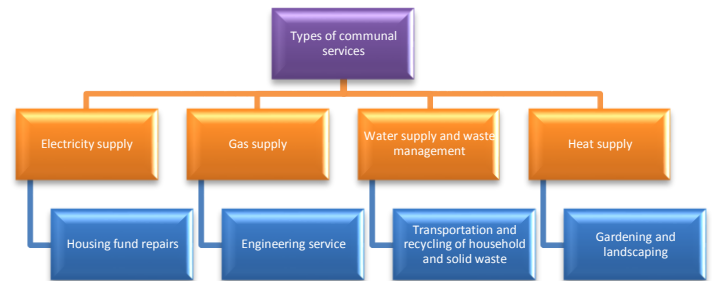 Types of communal
services
Electricity supply
Gas supply
Water supply and waste
management
Heat supply
Housing fund repairs
Engineering service
Transportation and
recycling of household
and solid waste
Gardening and
landscaping